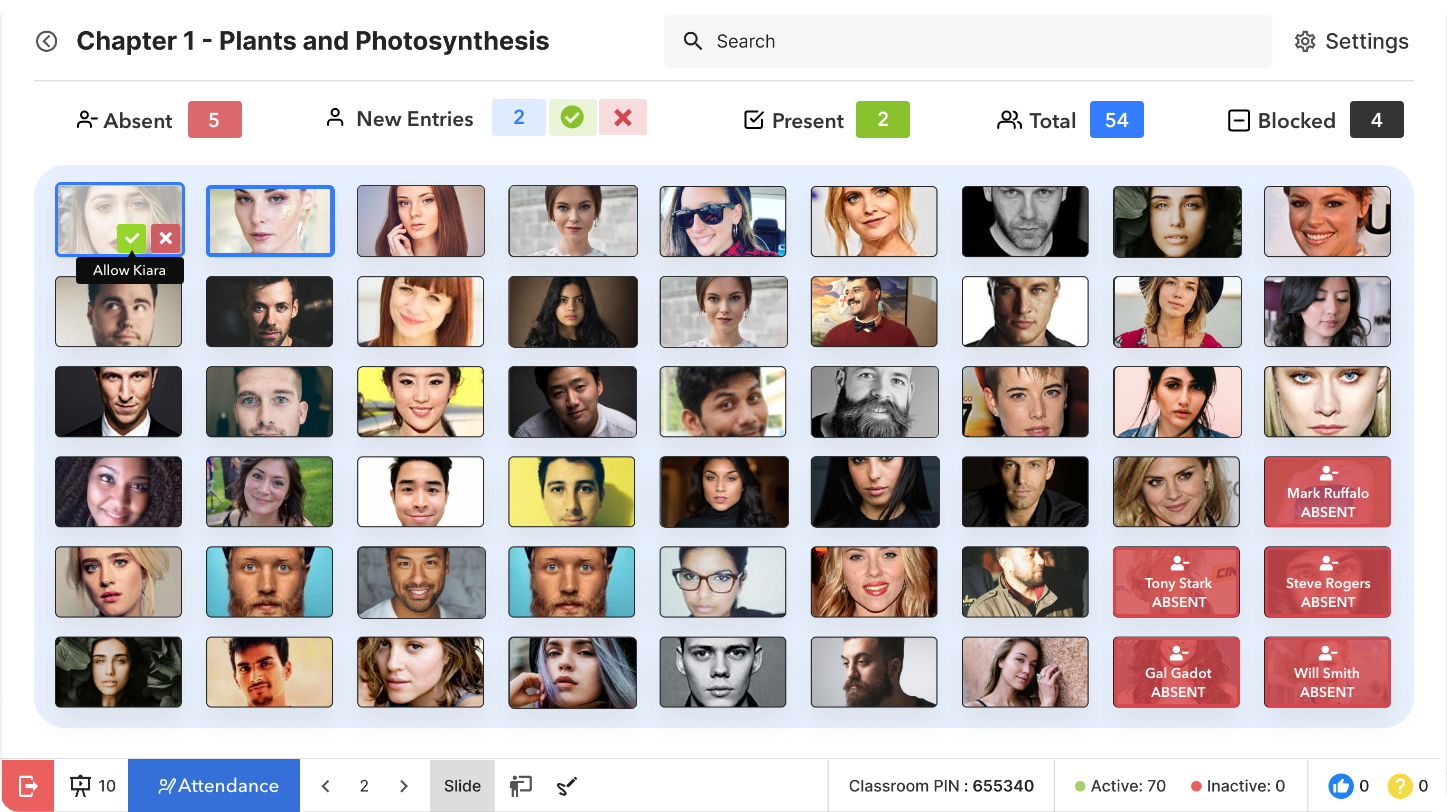 Chapter 1 - Plants and Photosynthesis
Search
Settings
Absent 5
New Entries 2
Present 2
Total 54
Blocked 4
Allow Kiara
Mark Ruffalo
ABSENT
Tony Stark
ABSENT
Steve Rogers
ABSENT
Gal Gadot
ABSENT
Will Smith
ABSENT
10
Attendance
2
Slide
Classroom PIN : 655340
Active: 70
Inactive: 0
0
? 0